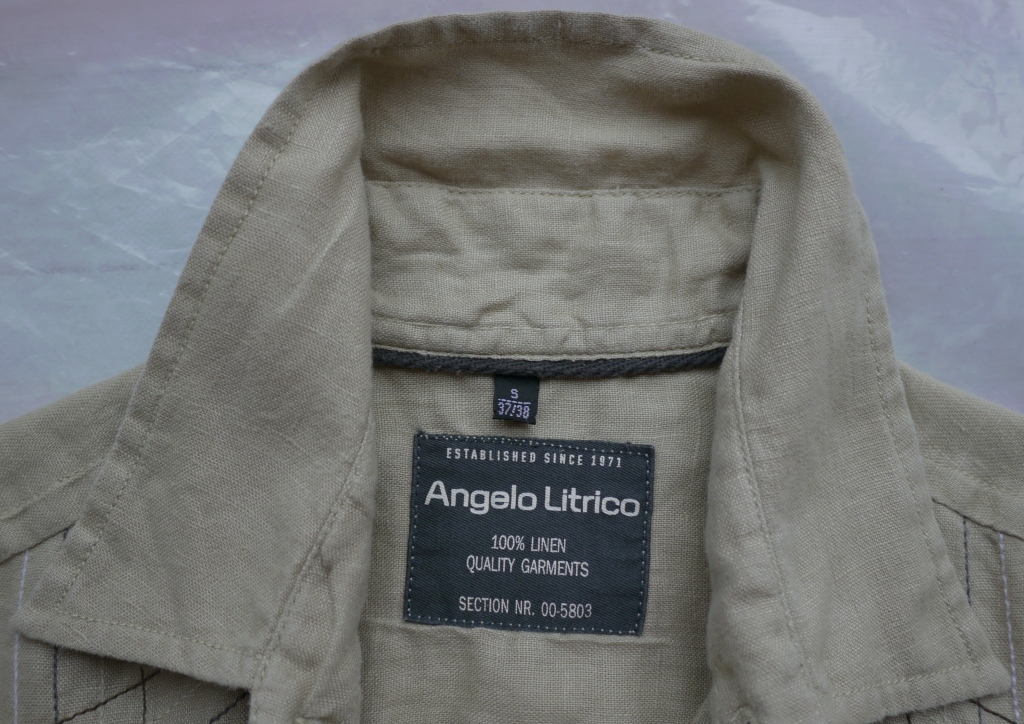 S
37/38
ESTABLISHED SINCE 1971
Angelo Litrico
100% LINEN
QUALITY GARMENTS
SECTION NR. 00-5803